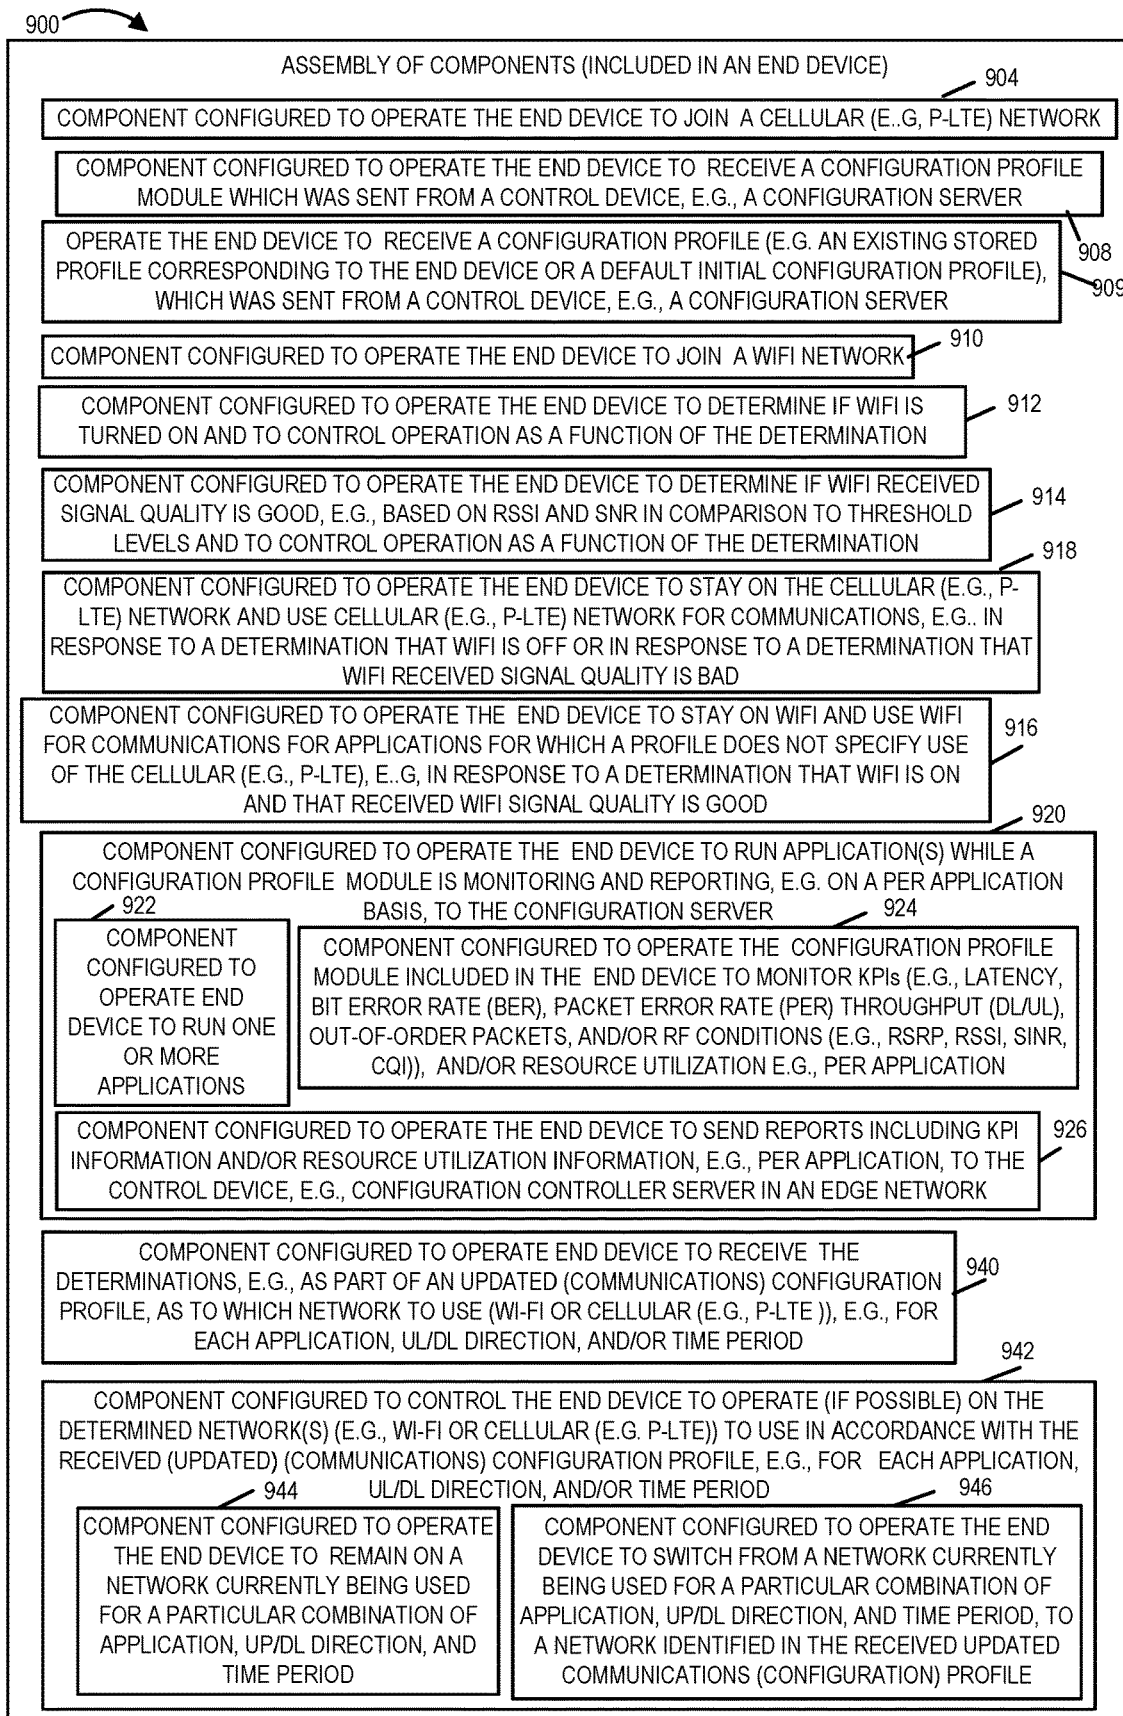 900
ASSEMBLY OF COMPONENTS (INCLUDED IN AN END DEVICE)
904
COMPONENT CONFIGURED TO OPERATE THE END DEVICE TO JOIN A CELLULAR (E..G, P-LTE) NETWORK
COMPONENT CONFIGURED TO OPERATE THE END DEVICE TO RECEIVE A CONFIGURATION PROFILE
MODULE WHICH WAS SENT FROM A CONTROL DEVICE, E.G., A CONFIGURATION SERVER
908
OPERATE THE END DEVICE TO RECEIVE A CONFIGURATION PROFILE (E.G. AN EXISTING STORED
PROFILE CORRESPONDING TO THE END DEVICE OR A DEFAULT INITIAL CONFIGURATION PROFILE),
WHICH WAS SENT FROM A CONTROL DEVICE, E.G., A CONFIGURATION SERVER
909
COMPONENT CONFIGURED TO OPERATE THE END DEVICE TO JOIN A WIFI NETWORK
910
COMPONENT CONFIGURED TO OPERATE THE END DEVICE TO DETERMINE IF WIFI IS
TURNED ON AND TO CONTROL OPERATION AS A FUNCTION OF THE DETERMINATION
912
COMPONENT CONFIGURED TO OPERATE THE END DEVICE TO DETERMINE IF WIFI RECEIVED
SIGNAL QUALITY IS GOOD, E.G., BASED ON RSSI AND SNR IN COMPARISON TO THRESHOLD
LEVELS AND TO CONTROL OPERATION AS A FUNCTION OF THE DETERMINATION
914
918
COMPONENT CONFIGURED TO OPERATE THE END DEVICE TO STAY ON THE CELLULAR (E.G., P-
LTE) NETWORK AND USE CELLULAR (E.G., P-LTE) NETWORK FOR COMMUNICATIONS, E.G.. IN
RESPONSE TO A DETERMINATION THAT WIFI IS OFF OR IN RESPONSE TO A DETERMINATION THAT
WIFI RECEIVED SIGNAL QUALITY IS BAD
COMPONENT CONFIGURED TO OPERATE THE END DEVICE TO STAY ON WIFI AND USE WIFI
FOR COMMUNICATIONS FOR APPLICATIONS FOR WHICH A PROFILE DOES NOT SPECIFY USE
OF THE CELLULAR (E.G., P-LTE), E..G, IN RESPONSE TO A DETERMINATION THAT WIFI IS ON
AND THAT RECEIVED WIFI SIGNAL QUALITY IS GOOD
916
920
COMPONENT CONFIGURED TO OPERATE THE END DEVICE TO RUN APPLICATION(S) WHILE A
CONFIGURATION PROFILE MODULE IS MONITORING AND REPORTING, E.G. ON A PER APPLICATION
BASIS, TO THE CONFIGURATION SERVER
922
COMPONENT
CONFIGURED TO
OPERATE END
DEVICE TO RUN ONE
OR MORE
APPLICATIONS
924
COMPONENT CONFIGURED TO OPERATE THE CONFIGURATION PROFILE
MODULE INCLUDED IN THE END DEVICE TO MONITOR KPIs (E.G., LATENCY,
BIT ERROR RATE (BER), PACKET ERROR RATE (PER) THROUGHPUT (DL/UL),
OUT-OF-ORDER PACKETS, AND/OR RF CONDITIONS (E.G., RSRP, RSSI, SINR,
CQI)), AND/OR RESOURCE UTILIZATION E.G., PER APPLICATION
COMPONENT CONFIGURED TO OPERATE THE END DEVICE TO SEND REPORTS INCLUDING KPI
INFORMATION AND/OR RESOURCE UTILIZATION INFORMATION, E.G., PER APPLICATION, TO THE
CONTROL DEVICE, E.G., CONFIGURATION CONTROLLER SERVER IN AN EDGE NETWORK
926
COMPONENT CONFIGURED TO OPERATE END DEVICE TO RECEIVE THE
DETERMINATIONS, E.G., AS PART OF AN UPDATED (COMMUNICATIONS) CONFIGURATION
PROFILE, AS TO WHICH NETWORK TO USE (WI-FI OR CELLULAR (E.G., P-LTE )), E.G., FOR
EACH APPLICATION, UL/DL DIRECTION, AND/OR TIME PERIOD
940
942
COMPONENT CONFIGURED TO CONTROL THE END DEVICE TO OPERATE (IF POSSIBLE) ON THE
DETERMINED NETWORK(S) (E.G., WI-FI OR CELLULAR (E.G. P-LTE)) TO USE IN ACCORDANCE WITH THE
RECEIVED (UPDATED) (COMMUNICATIONS) CONFIGURATION PROFILE, E.G., FOR EACH APPLICATION,
UL/DL DIRECTION, AND/OR TIME PERIOD
944
COMPONENT CONFIGURED TO OPERATE
THE END DEVICE TO REMAIN ON A
NETWORK CURRENTLY BEING USED
FOR A PARTICULAR COMBINATION OF
APPLICATION, UP/DL DIRECTION, AND
TIME PERIOD
946
COMPONENT CONFIGURED TO OPERATE THE END
DEVICE TO SWITCH FROM A NETWORK CURRENTLY
BEING USED FOR A PARTICULAR COMBINATION OF
APPLICATION, UP/DL DIRECTION, AND TIME PERIOD, TO
A NETWORK IDENTIFIED IN THE RECEIVED UPDATED
COMMUNICATIONS (CONFIGURATION) PROFILE